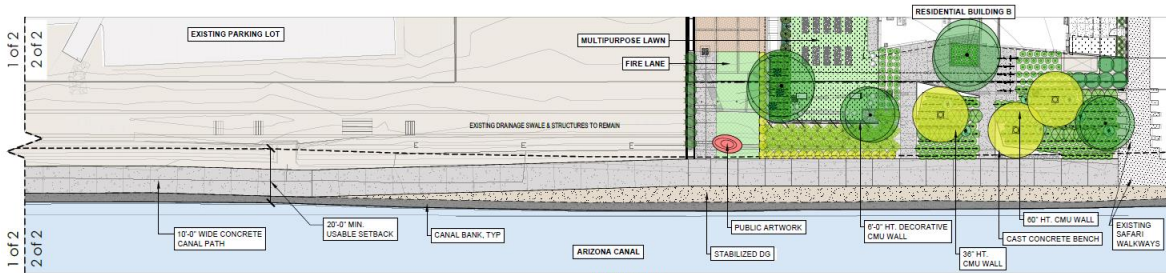 1 of 2
2 of 2
EXISTING PARKING LOT
RESIDENTIAL BUILDING B
MULTIPURPOSE LAWN
FIRE LANE
EXISTING DRAINAGE SWALE & STRUCTURES TO REMAIN
1 of 2
2 of 2
10'-0" WIDE CONCRETE
CANAL PATH
20'-0" MIN.
USABLE SETBACK
CANAL BANK, TYP
ARIZONA CANAL
STABILIZED DG
PUBLIC ARTWORK
6'-0" HT. DECORATIVE
CMU WALL
36" HT.
CMU WALL
60" HT. CMU WALL
CAST CONCRETE BENCH
EXISTING
SAFARI
WALKWAYS